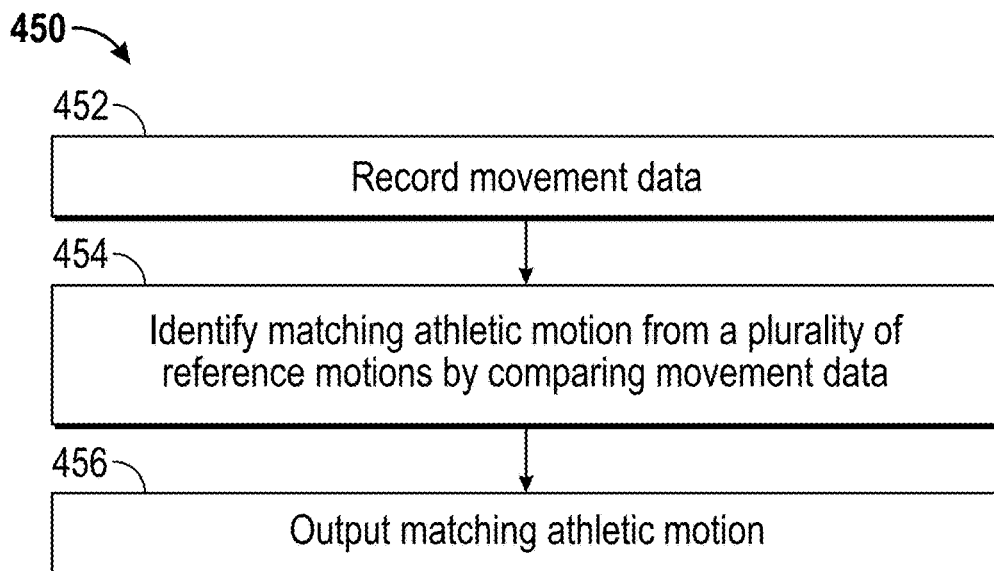 450
452
Record movement data
454
Identify matching athletic motion from a plurality of
reference motions by comparing movement data
456
Output matching athletic motion